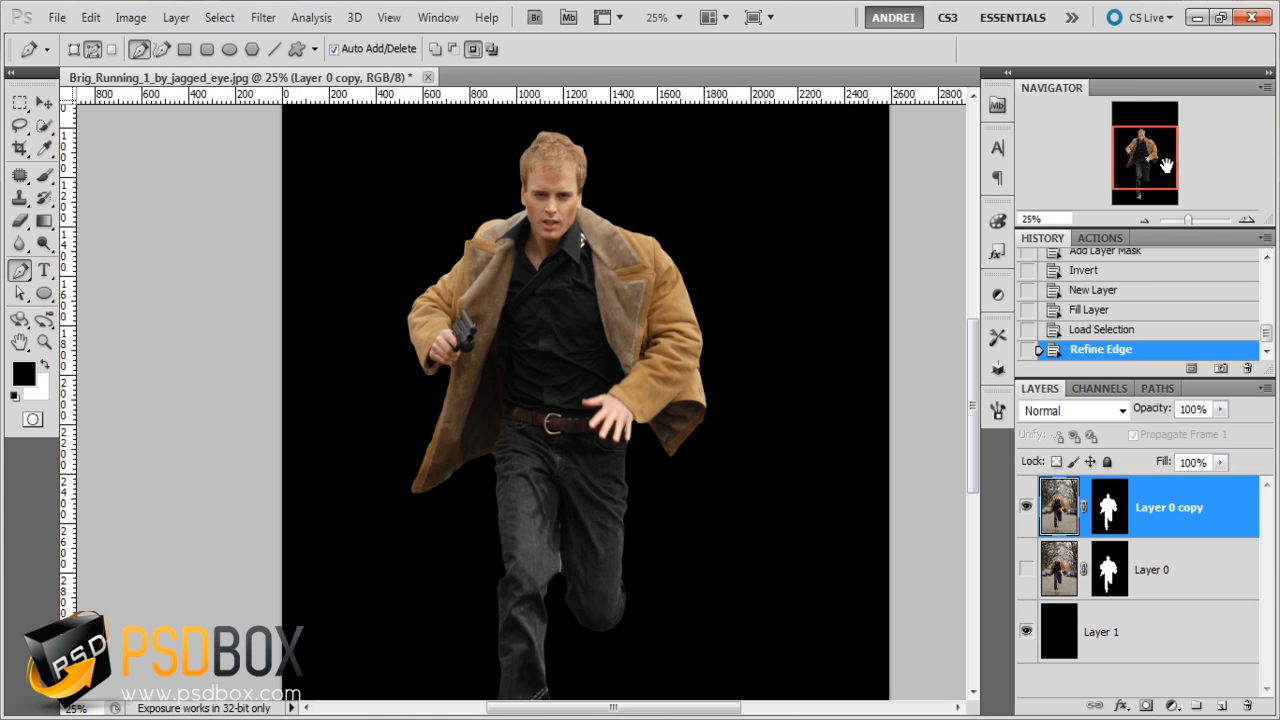 Ps File Edit Image Layer Select Filter Analysis 3D View Window Help Br Mb 25% ANDREI CS3 ESSENTIALS CS Live
Auto Add/Delete
Brig_Running_1_by_jagged_eye.jpg @ 25% (Layer 0 copy, RGB/8) *
800 600 400 200 0 200 400 600 800 1000 1200 1400 1600 1800 2000 2200 2400 2600 2800
NAVIGATOR
Mb
25%
HISTORY ACTIONS
Add Layer Mask
Invert
New Layer
Fill Layer
Load Selection
Refine Edge
LAYERS CHANNELS PATHS
Normal Opacity: 100%
Unify: Propagate Frame 1
Lock: Fill: 100%
Layer 0 copy
Layer 0
Layer 1
PSD PSDBOX
www.psdbox.com
25% Exposure works in 32-bit only